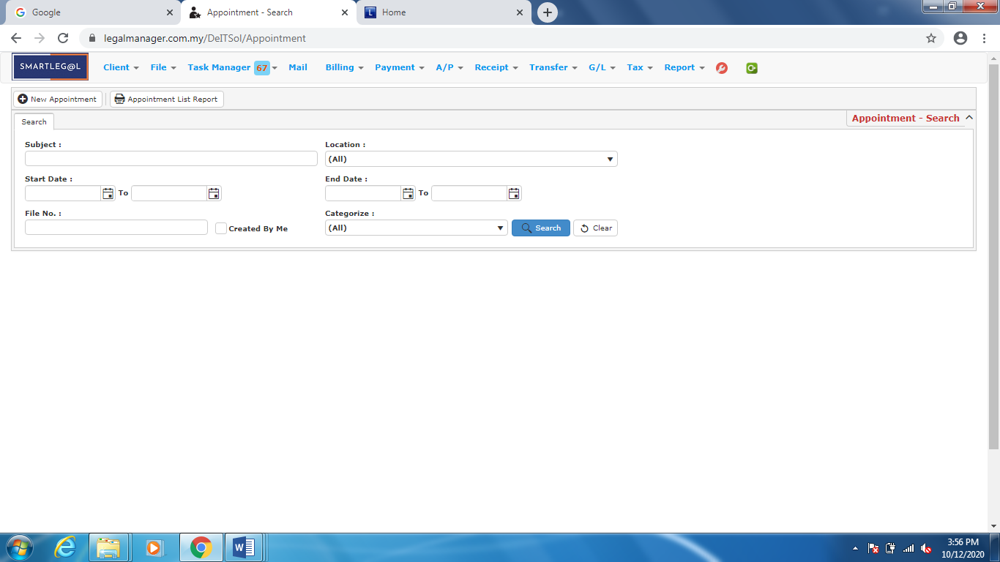 Google
Appointment - Search
Home
legalmanager.com.my/DeITSol/Appointment
SMARTLEG@L Client File Task Manager 67 Mail Billing Payment A/P Receipt Transfer G/L Tax Report
New Appointment Appointment List Report
Search Appointment - Search
Subject : Location :
(All)
Start Date : End Date :
To To
File No. : Categorize :
Created By Me (All) Search Clear
3:56 PM
10/12/2020